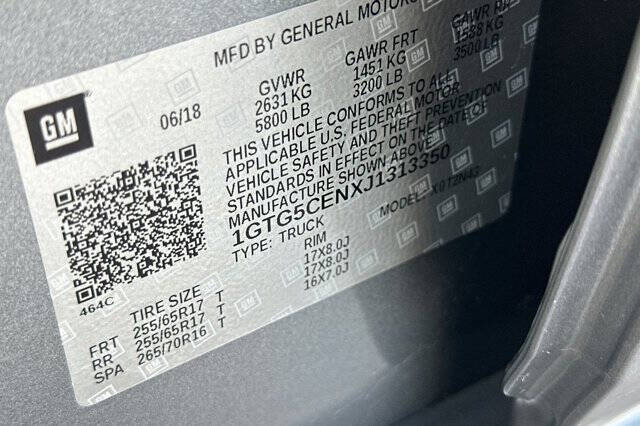 MFD BY GENERAL MOTORS
GM
06/18
GVWR
2631 KG
5800 LB
GAWR FRT
1451 KG
3200 LB
GAWR RR
1588 KG
3500 LB
THIS VEHICLE CONFORMS TO ALL
APPLICABLE U.S. FEDERAL MOTOR
VEHICLE SAFETY AND THEFT PREVENTION
STANDARDS IN EFFECT ON THE DATE OF
MANUFACTURE SHOWN ABOVE.
1GTG5CENXJ1313350
TYPE: TRUCK
MODEL: X0T2N43
464C
TIRE SIZE
RIM
FRT 255/65R17 T 17X8.0J
RR 255/65R17 T 17X8.0J
SPA 265/70R16 T 16X7.0J